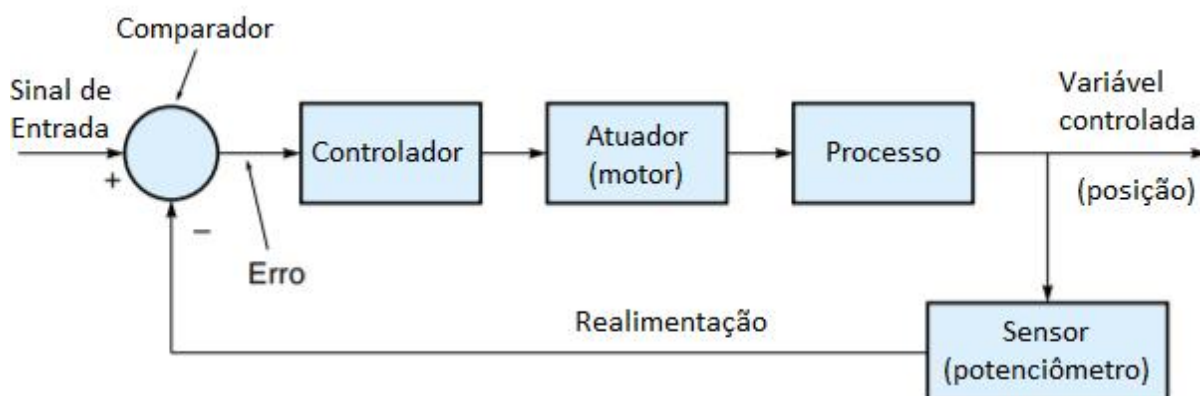 Comparador
Sinal de
Entrada
+
−
Erro
Controlador
Atuador
(motor)
Processo
Variável
controlada
(posição)
Realimentação
Sensor
(potenciômetro)